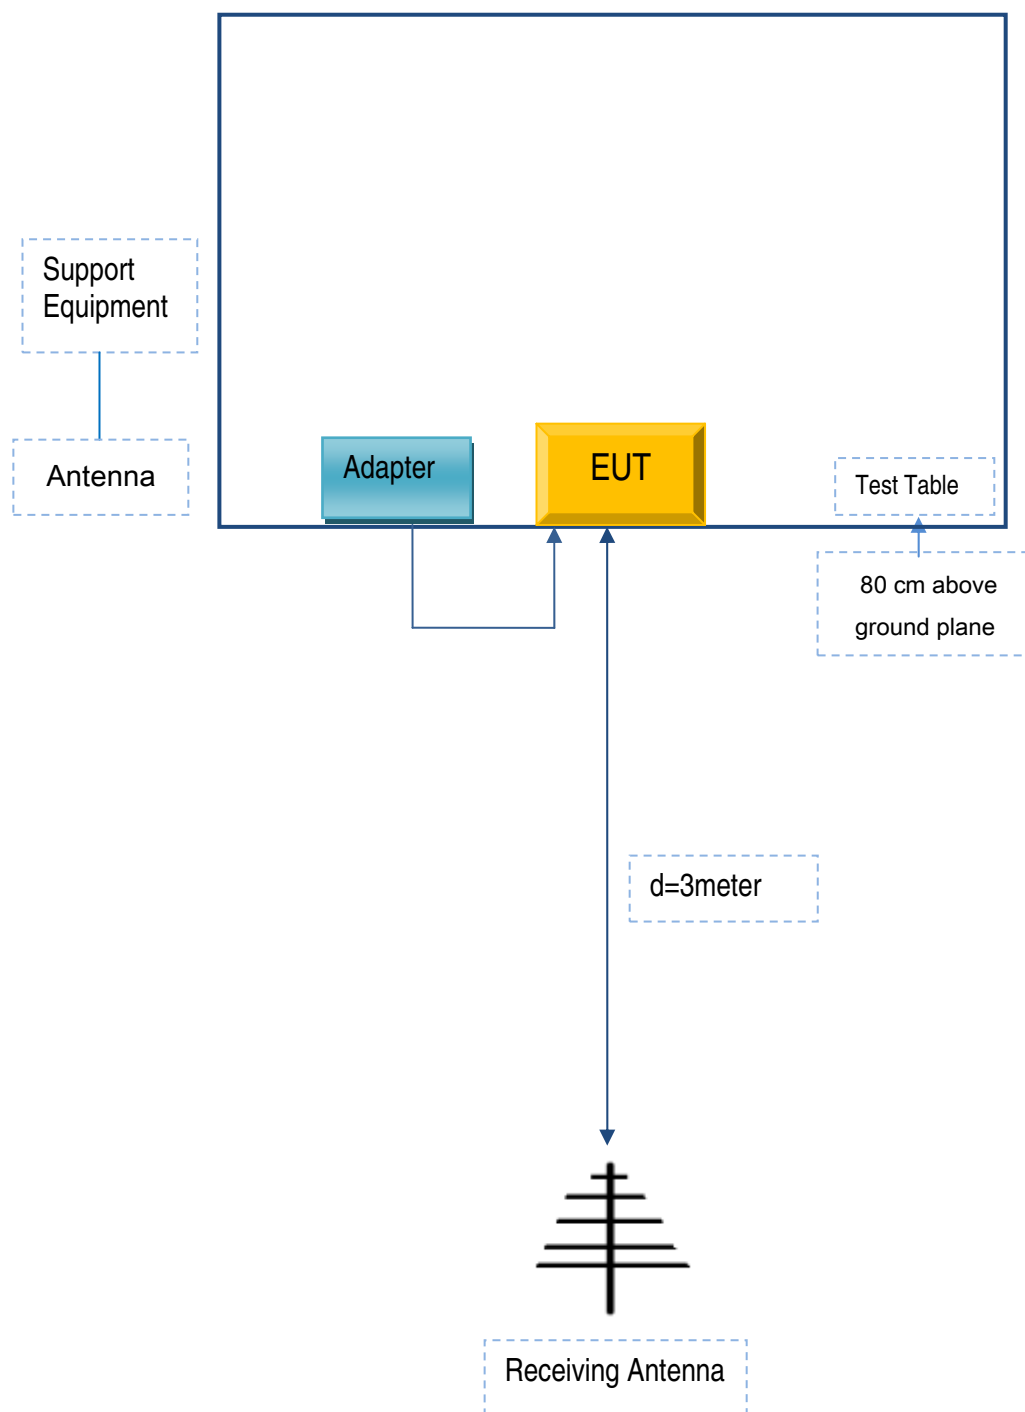 Support
Equipment
Antenna
Adapter
EUT
Test Table
80 cm above
ground plane
d=3meter
Receiving Antenna